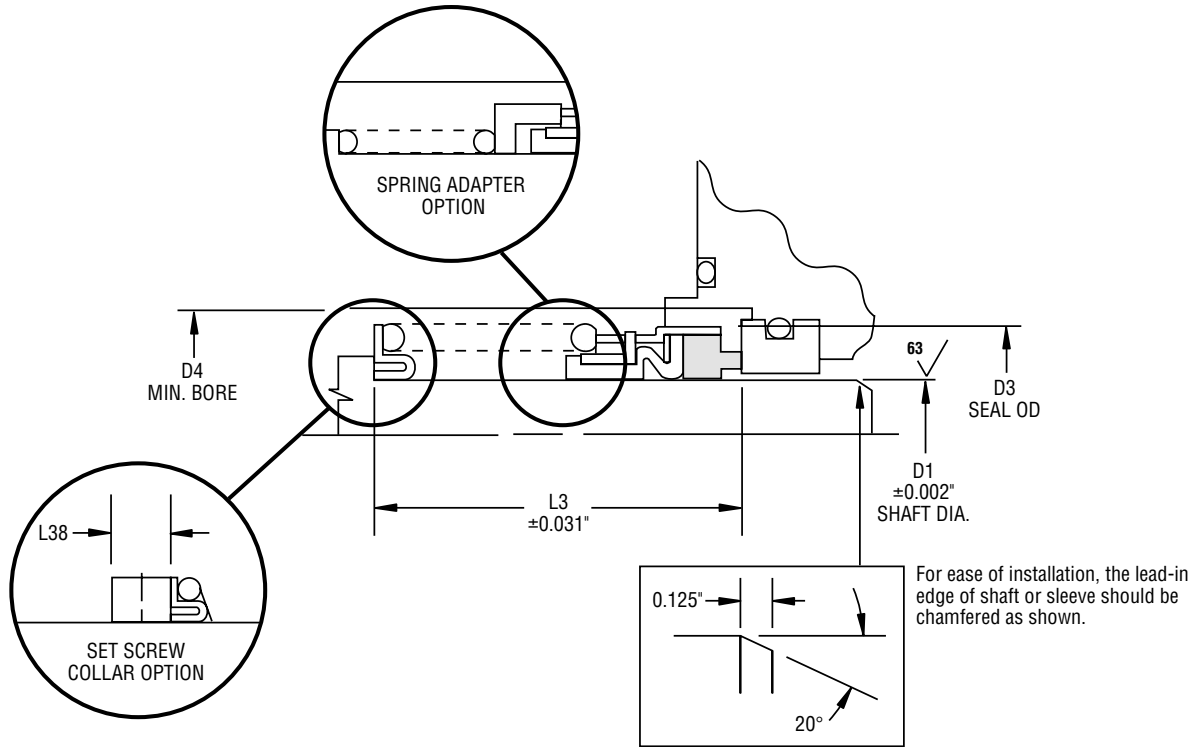 SPRING ADAPTER
OPTION
D4
MIN. BORE
63
D3
SEAL OD
D1
±0.002"
SHAFT DIA.
L3
±0.031"
L38
SET SCREW
COLLAR OPTION
0.125"
20°
For ease of installation, the lead-in
edge of shaft or sleeve should be
chamfered as shown.